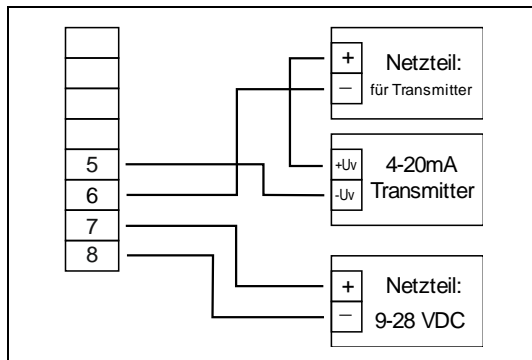 +
−
Netzteil:
für Transmitter
5
6
7
8
+Uv
-Uv
4-20mA
Transmitter
+
−
Netzteil:
9-28 VDC